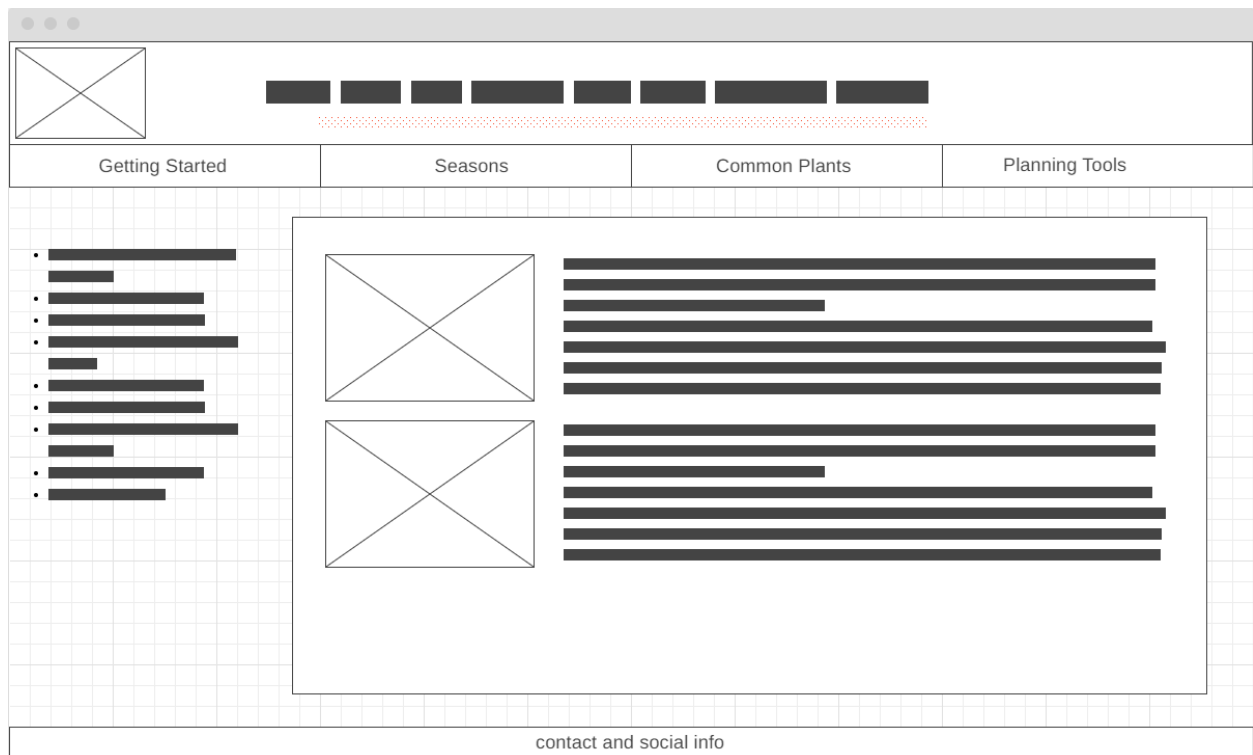 Getting Started
Seasons
Common Plants
Planning Tools
contact and social info